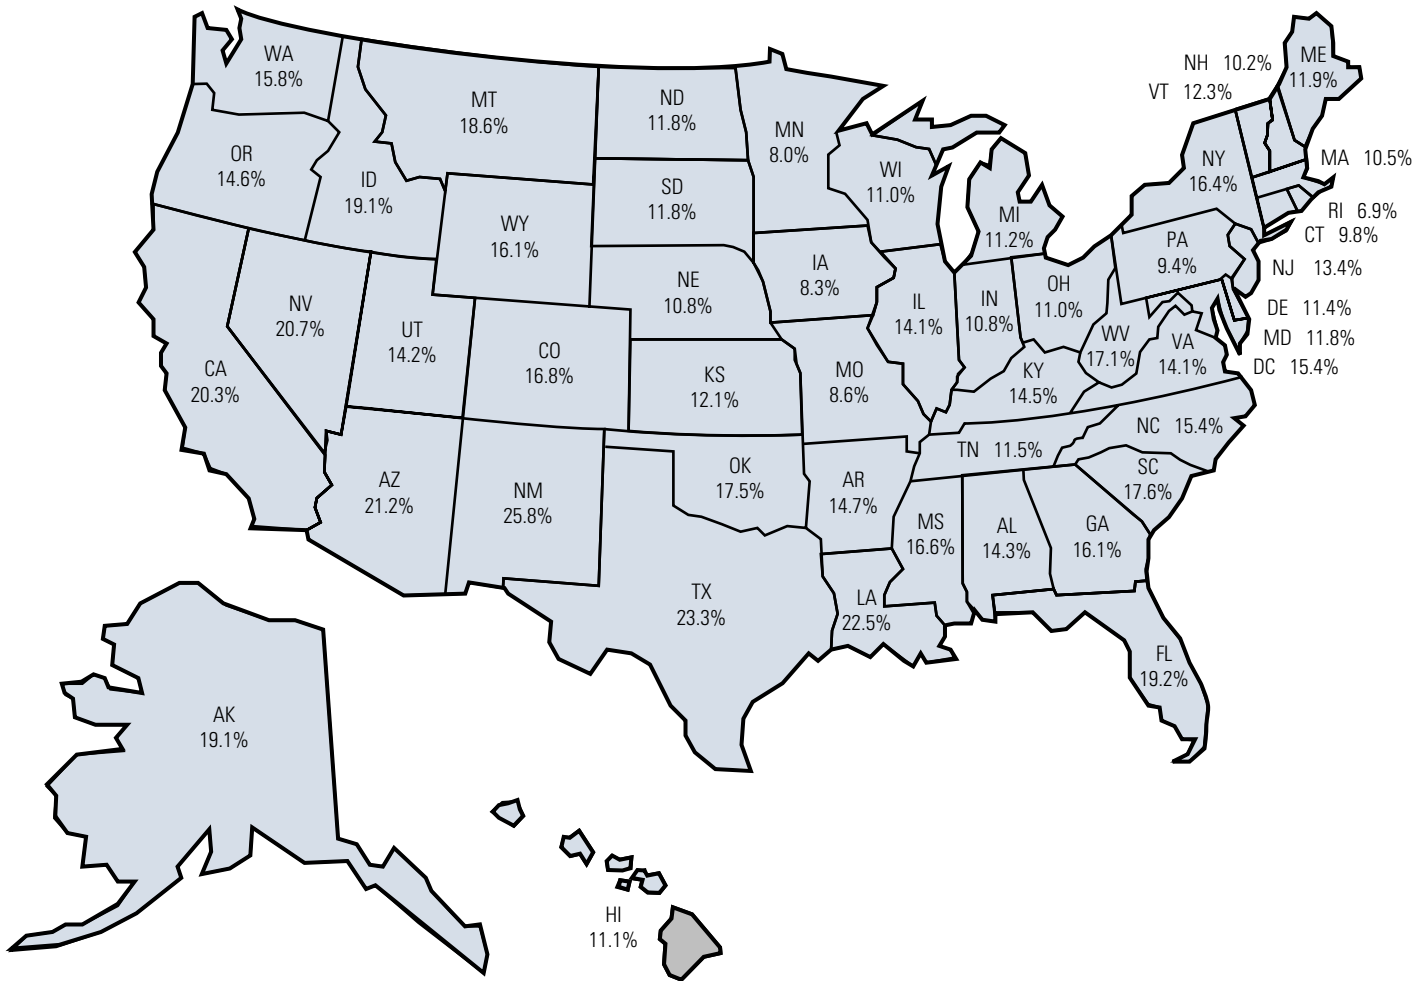 WA
15.8%
MT
18.6%
ND
11.8%
MN
8.0%
NH 10.2%
VT 12.3%
ME
11.9%
OR
14.6%
ID
19.1%
WY
16.1%
SD
11.8%
WI
11.0%
MI
11.2%
NY
16.4%
MA 10.5%
RI 6.9%
CT 9.8%
NJ 13.4%
DE 11.4%
MD 11.8%
DC 15.4%
PA
9.4%
NV
20.7%
UT
14.2%
CO
16.8%
NE
10.8%
IA
8.3%
IL
14.1%
IN
10.8%
OH
11.0%
WV
17.1%
VA
14.1%
CA
20.3%
KS
12.1%
MO
8.6%
KY
14.5%
NC 15.4%
TN 11.5%
SC
17.6%
AZ
21.2%
NM
25.8%
OK
17.5%
AR
14.7%
MS
16.6%
AL
14.3%
GA
16.1%
TX
23.3%
LA
22.5%
FL
19.2%
AK
19.1%
HI
11.1%